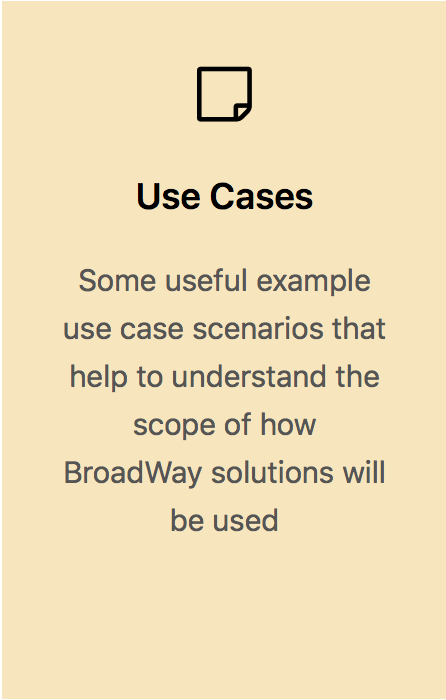 Use Cases
Some useful example
use case scenarios that
help to understand the
scope of how
BroadWay solutions will
be used